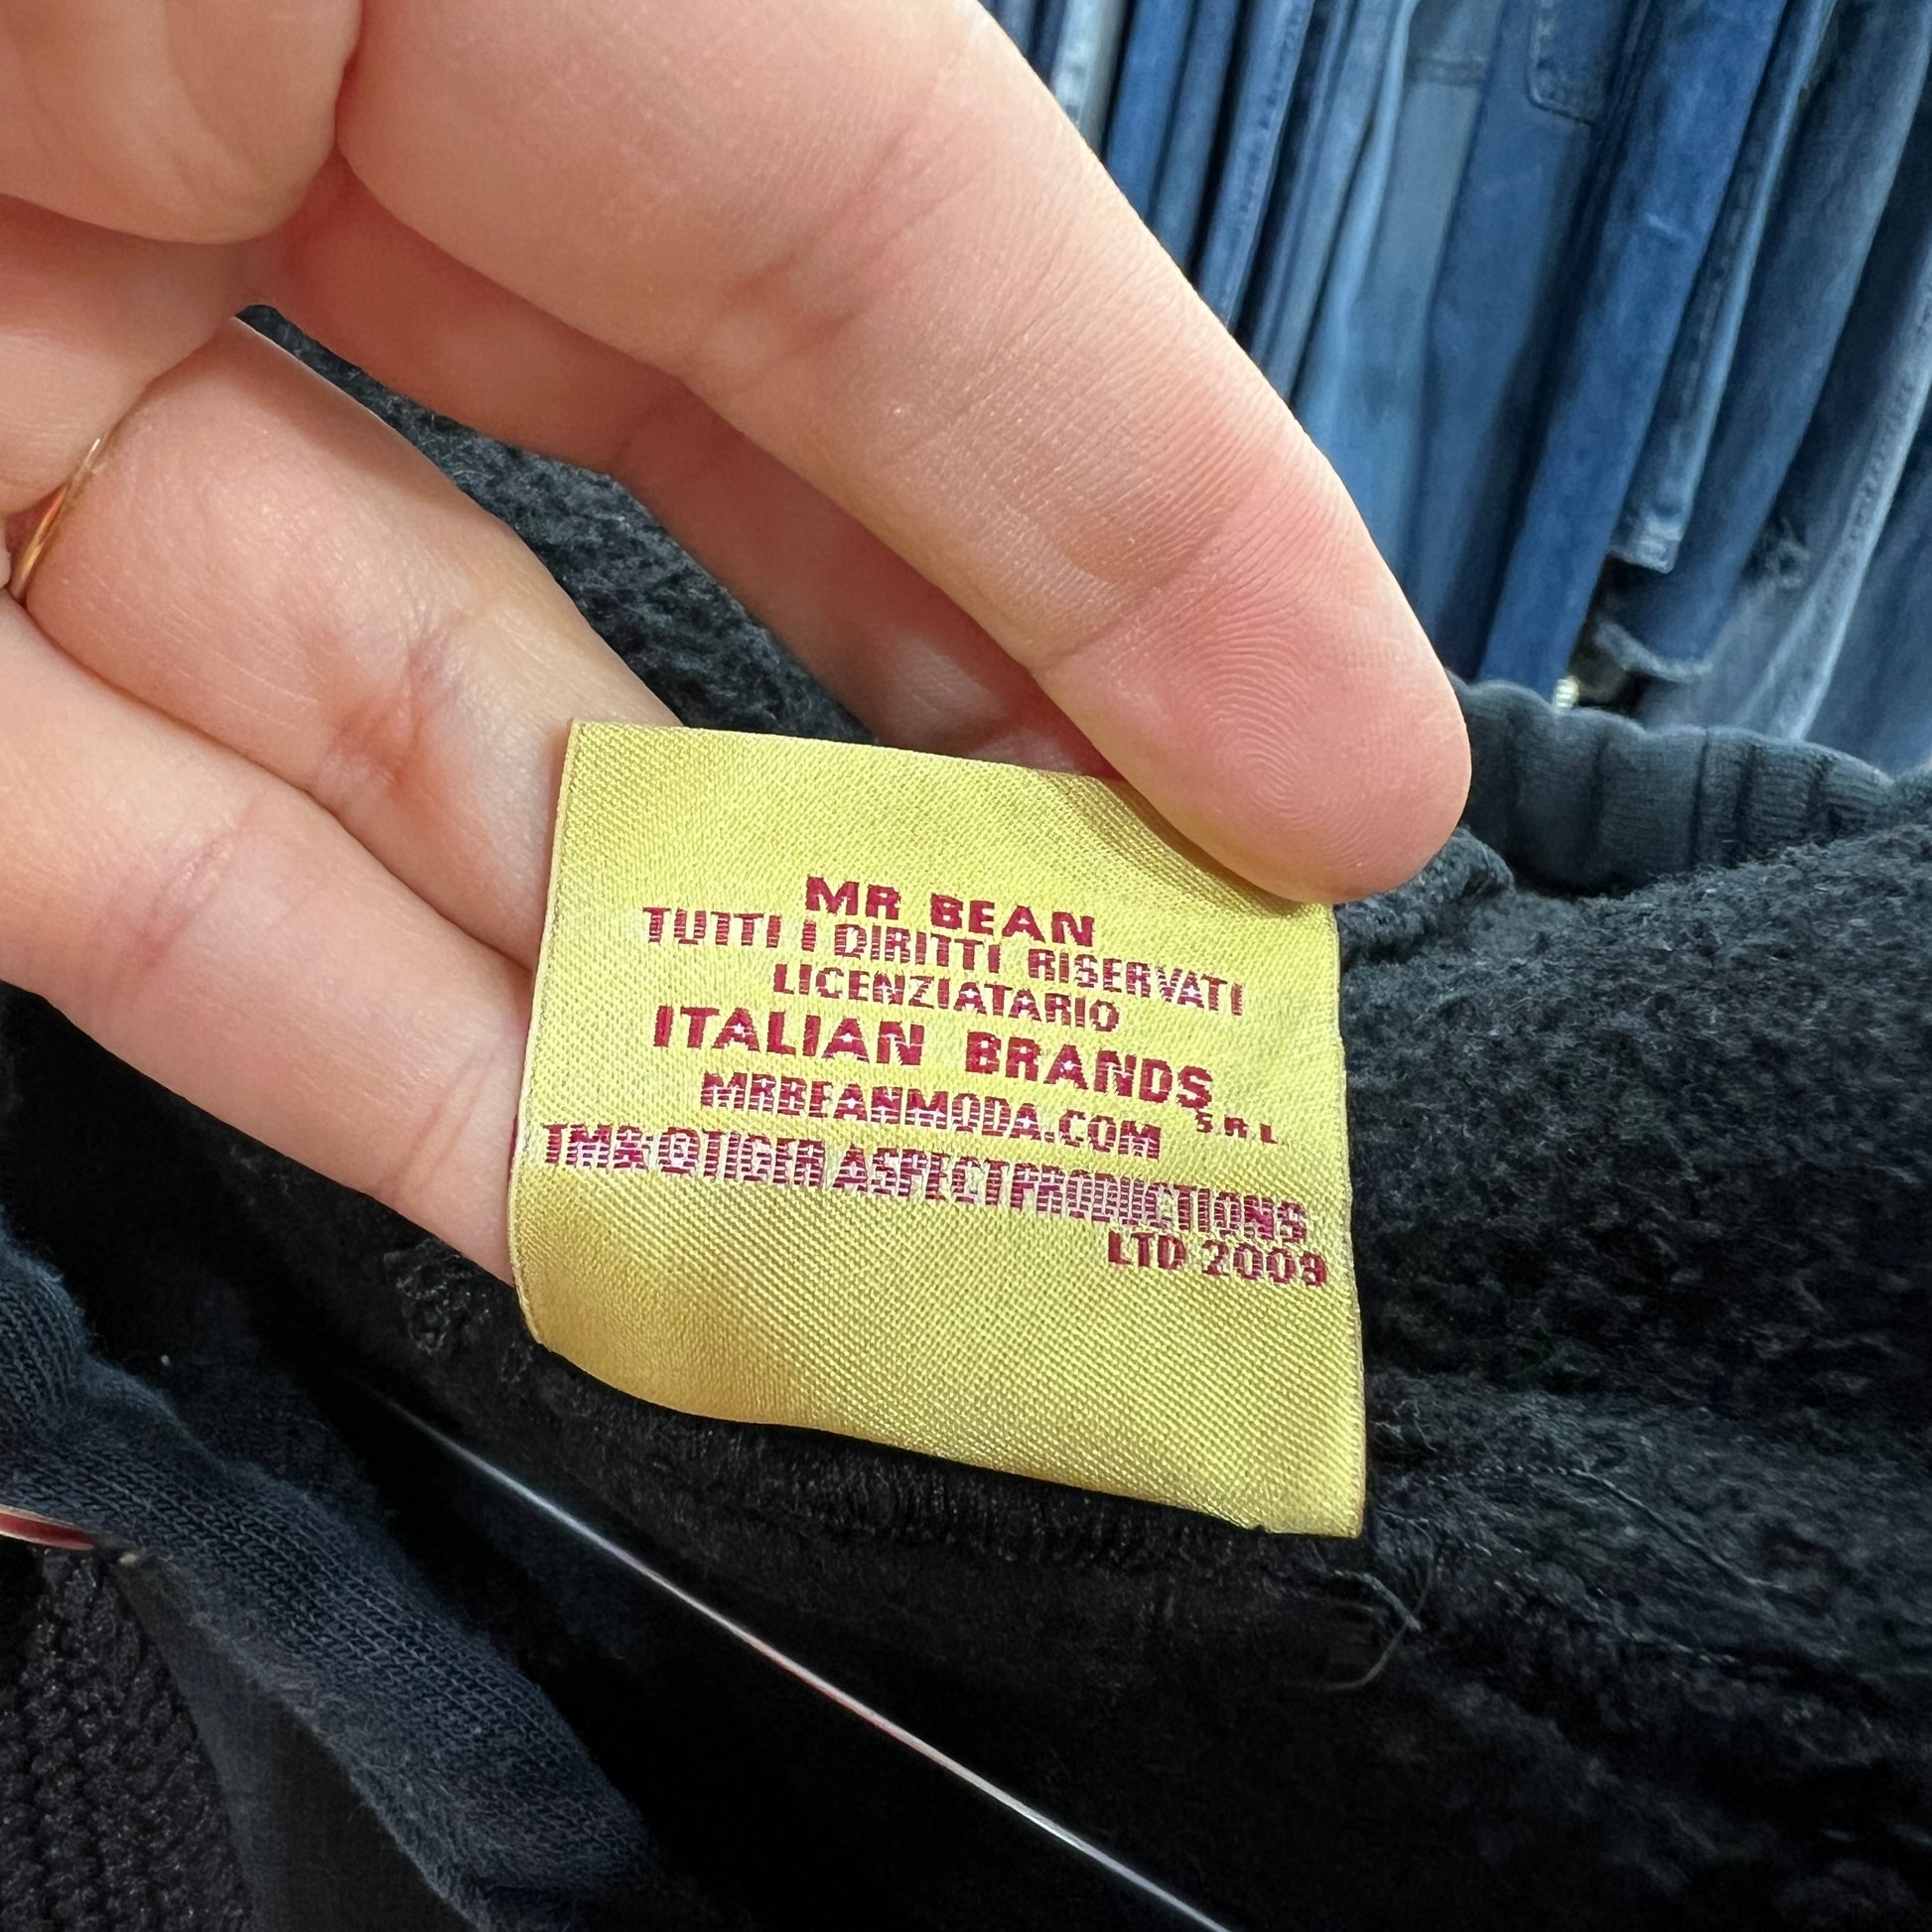 MR BEAN
TUTTI I DIRITTI RISERVATI
LICENZIATARIO
ITALIAN BRANDS S.R.L
MRBEANMODA.COM
TM&©TIGER ASPECT PRODUCTIONS
LTD 2009